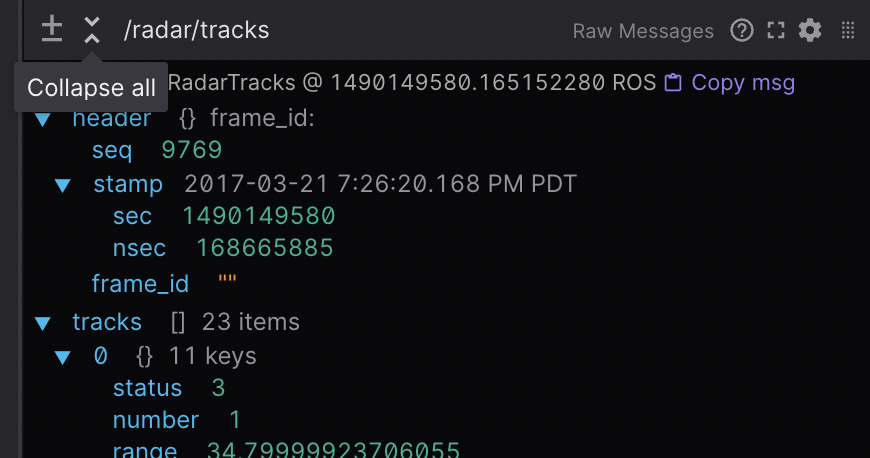 /radar/tracks
Raw Messages
Collapse all
RadarTracks @ 1490149580.165152280 ROS Copy msg
header {} frame_id:
seq 9769
stamp 2017-03-21 7:26:20.168 PM PDT
sec 1490149580
nsec 168665885
frame_id ""
tracks [] 23 items
0 {} 11 keys
status 3
number 1
range 34.79999923706055